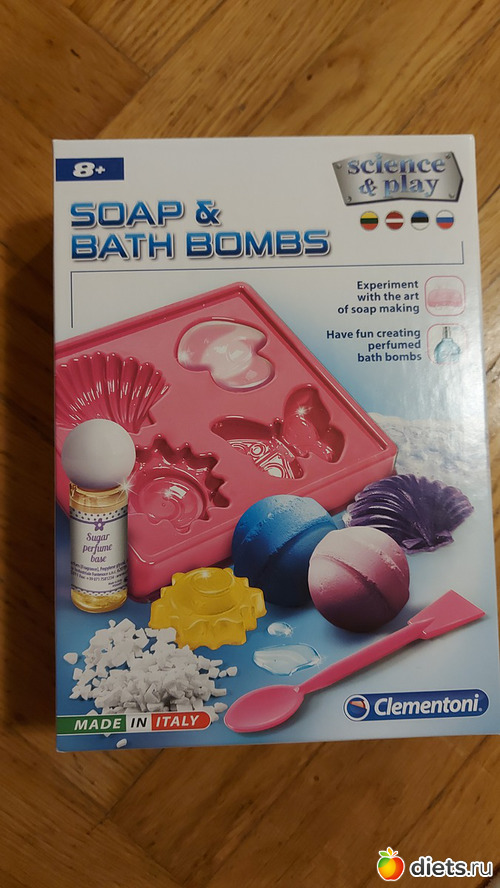 8+
science
& play
SOAP &
BATH BOMBS
Experiment
with the art
of soap making
Have fun creating
perfumed
bath bombs
Sugar
perfume
base
MADE IN ITALY
Clementoni®
diets.ru